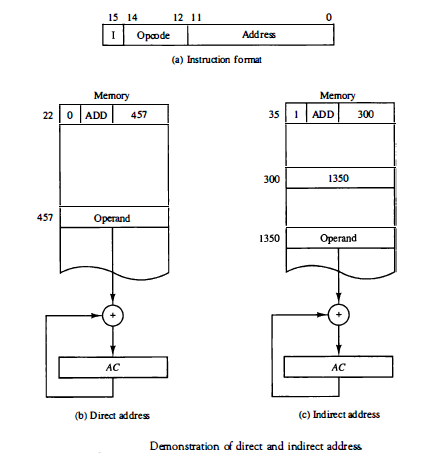 15 14 12 11 0
I Opcode Address
(a) Instruction format
Memory
22 0 ADD 457
457 Operand
+
AC
(b) Direct address
Memory
35 1 ADD 300
300 1350
1350 Operand
+
AC
(c) Indirect address
Demonstration of direct and indirect address.